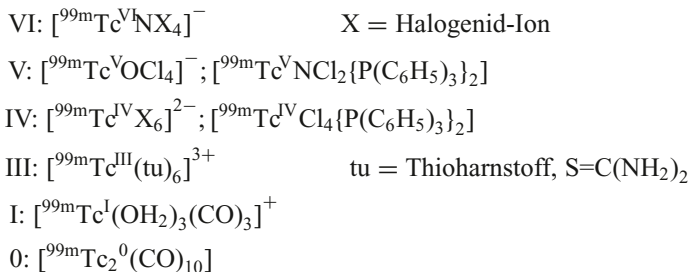 VI: [⁹⁹ᵐTcⱽᴵNX₄]⁻ X = Halogenid-Ion
V: [⁹⁹ᵐTcⱽOCl₄]⁻; [⁹⁹ᵐTcⱽNCl₂{P(C₆H₅)₃}₂]
IV: [⁹⁹ᵐTcᴵⱽX₆]²⁻; [⁹⁹ᵐTcᴵⱽCl₄{P(C₆H₅)₃}₂]
III: [⁹⁹ᵐTcᴵᴵᴵ(tu)₆]³⁺ tu = Thioharnstoff, S=C(NH₂)₂
I: [⁹⁹ᵐTcᴵ(OH₂)₃(CO)₃]⁺
0: [⁹⁹ᵐTc₂⁰(CO)₁₀]